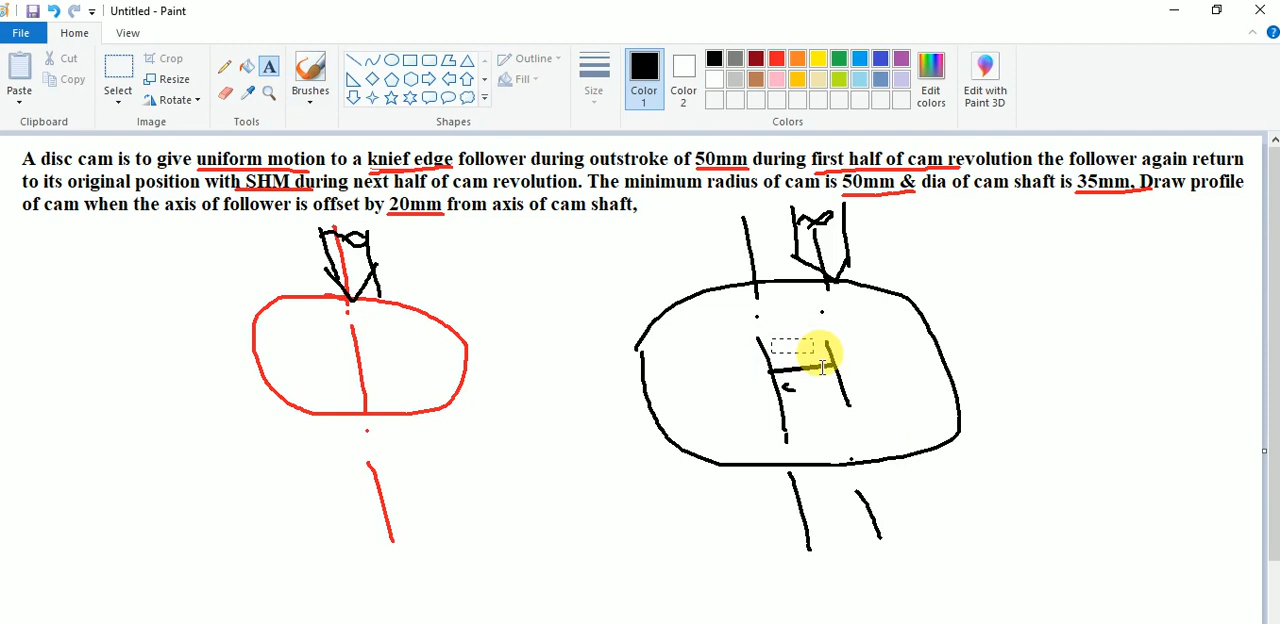 Untitled - Paint
File
Home
View
Paste
Cut
Copy
Clipboard
Select
Crop
Resize
Rotate
Image
A
Tools
Brushes
Shapes
Outline
Fill
Size
Color 1
Color 2
Edit colors
Colors
Edit with Paint 3D
A disc cam is to give uniform motion to a knief edge follower during outstroke of 50mm during first half of cam revolution the follower again return
to its original position with SHM during next half of cam revolution. The minimum radius of cam is 50mm & dia of cam shaft is 35mm, Draw profile
of cam when the axis of follower is offset by 20mm from axis of cam shaft,